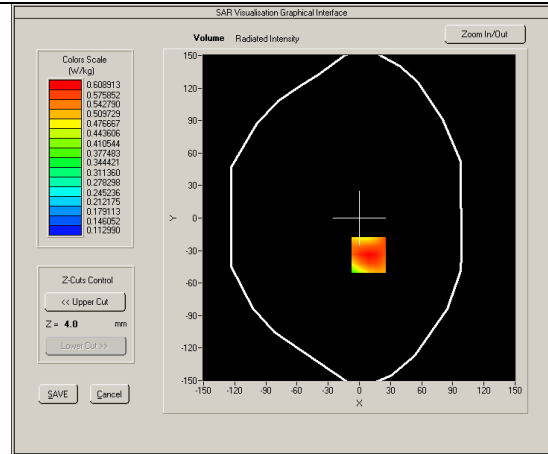 SAR Visualisation Graphical Interface
Volume Radiated Intensity
Zoom In/Out
Colors Scale
(W/kg)
0.608913
0.575852
0.542790
0.509729
0.476667
0.443606
0.410544
0.377483
0.344421
0.311360
0.278298
0.245236
0.212175
0.179113
0.146052
0.112990
Z-Cuts Control
<< Upper Cut
Z = 4.0 mm
Lower Cut >>
SAVE
Cancel
150
120
90
60
30
0
-30
-60
-90
-120
-150
Y
-150 -120 -90 -60 -30 0 30 60 90 120 150
X